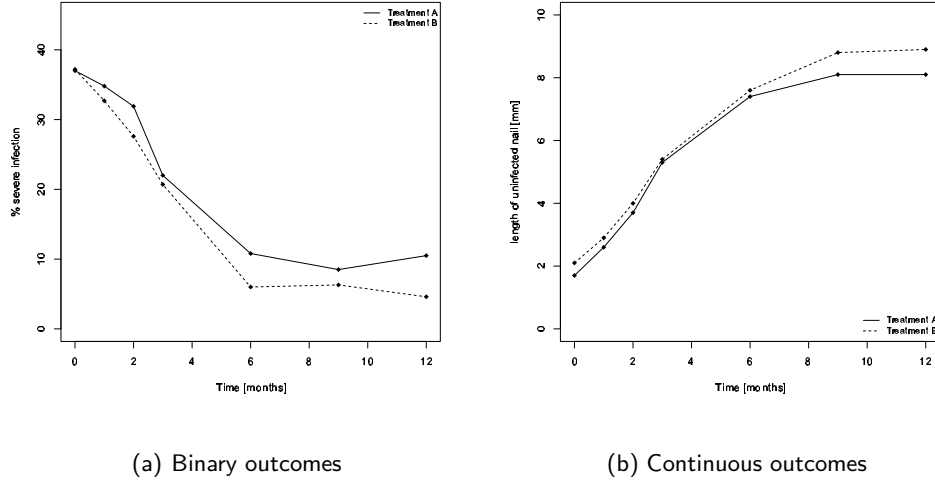 Treatment A
Treatment B
% severe infection
40
30
20
10
0
0 2 4 6 8 10 12
Time [months]
(a) Binary outcomes
length of uninfected nail [mm]
10
8
6
4
2
0
Treatment A
Treatment B
0 2 4 6 8 10 12
Time [months]
(b) Continuous outcomes